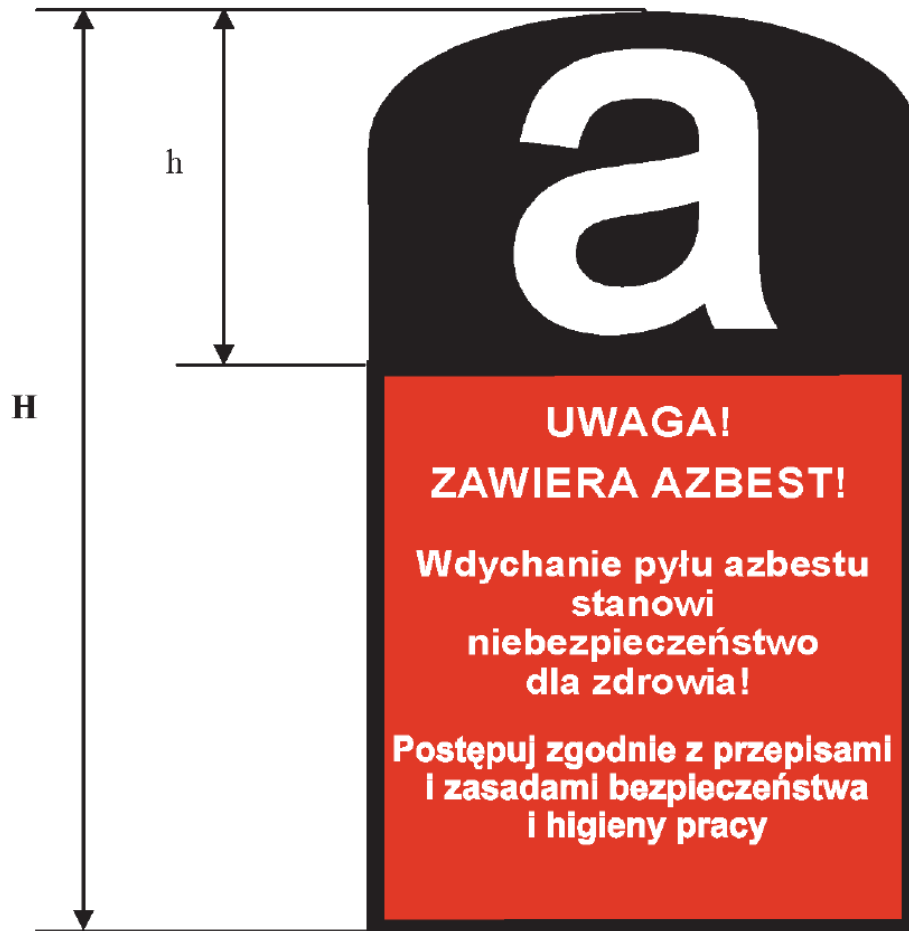 h
H
a
UWAGA!
ZAWIERA AZBEST!
Wdychanie pyłu azbestu
stanowi
niebezpieczeństwo
dla zdrowia!
Postępuj zgodnie z przepisami
i zasadami bezpieczeństwa
i higieny pracy